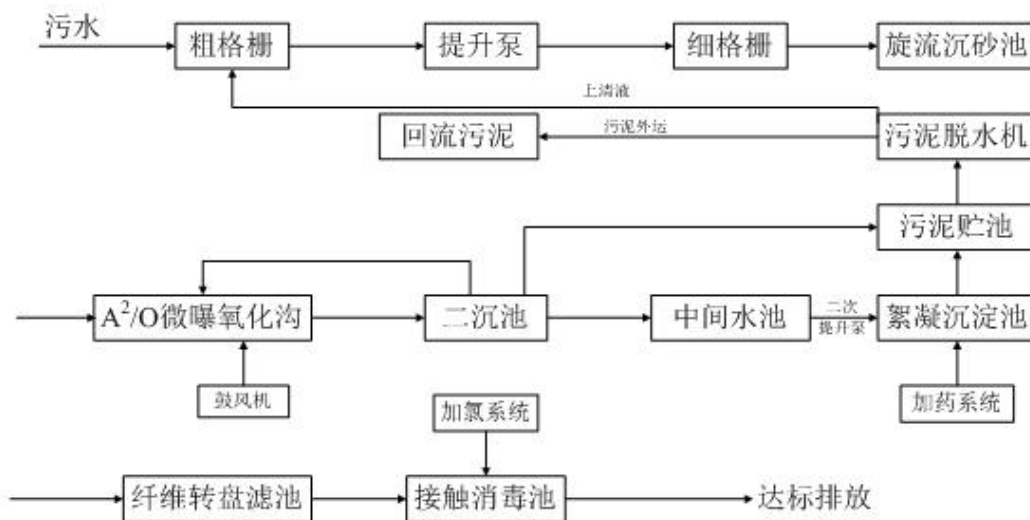 污水
粗格栅
提升泵
细格栅
旋流沉砂池
上清液
回流污泥
污泥外运
污泥脱水机
污泥贮池
A²/O微曝氧化沟
二沉池
中间水池
二次
提升泵
絮凝沉淀池
鼓风机
加氯系统
加药系统
纤维转盘滤池
接触消毒池
达标排放